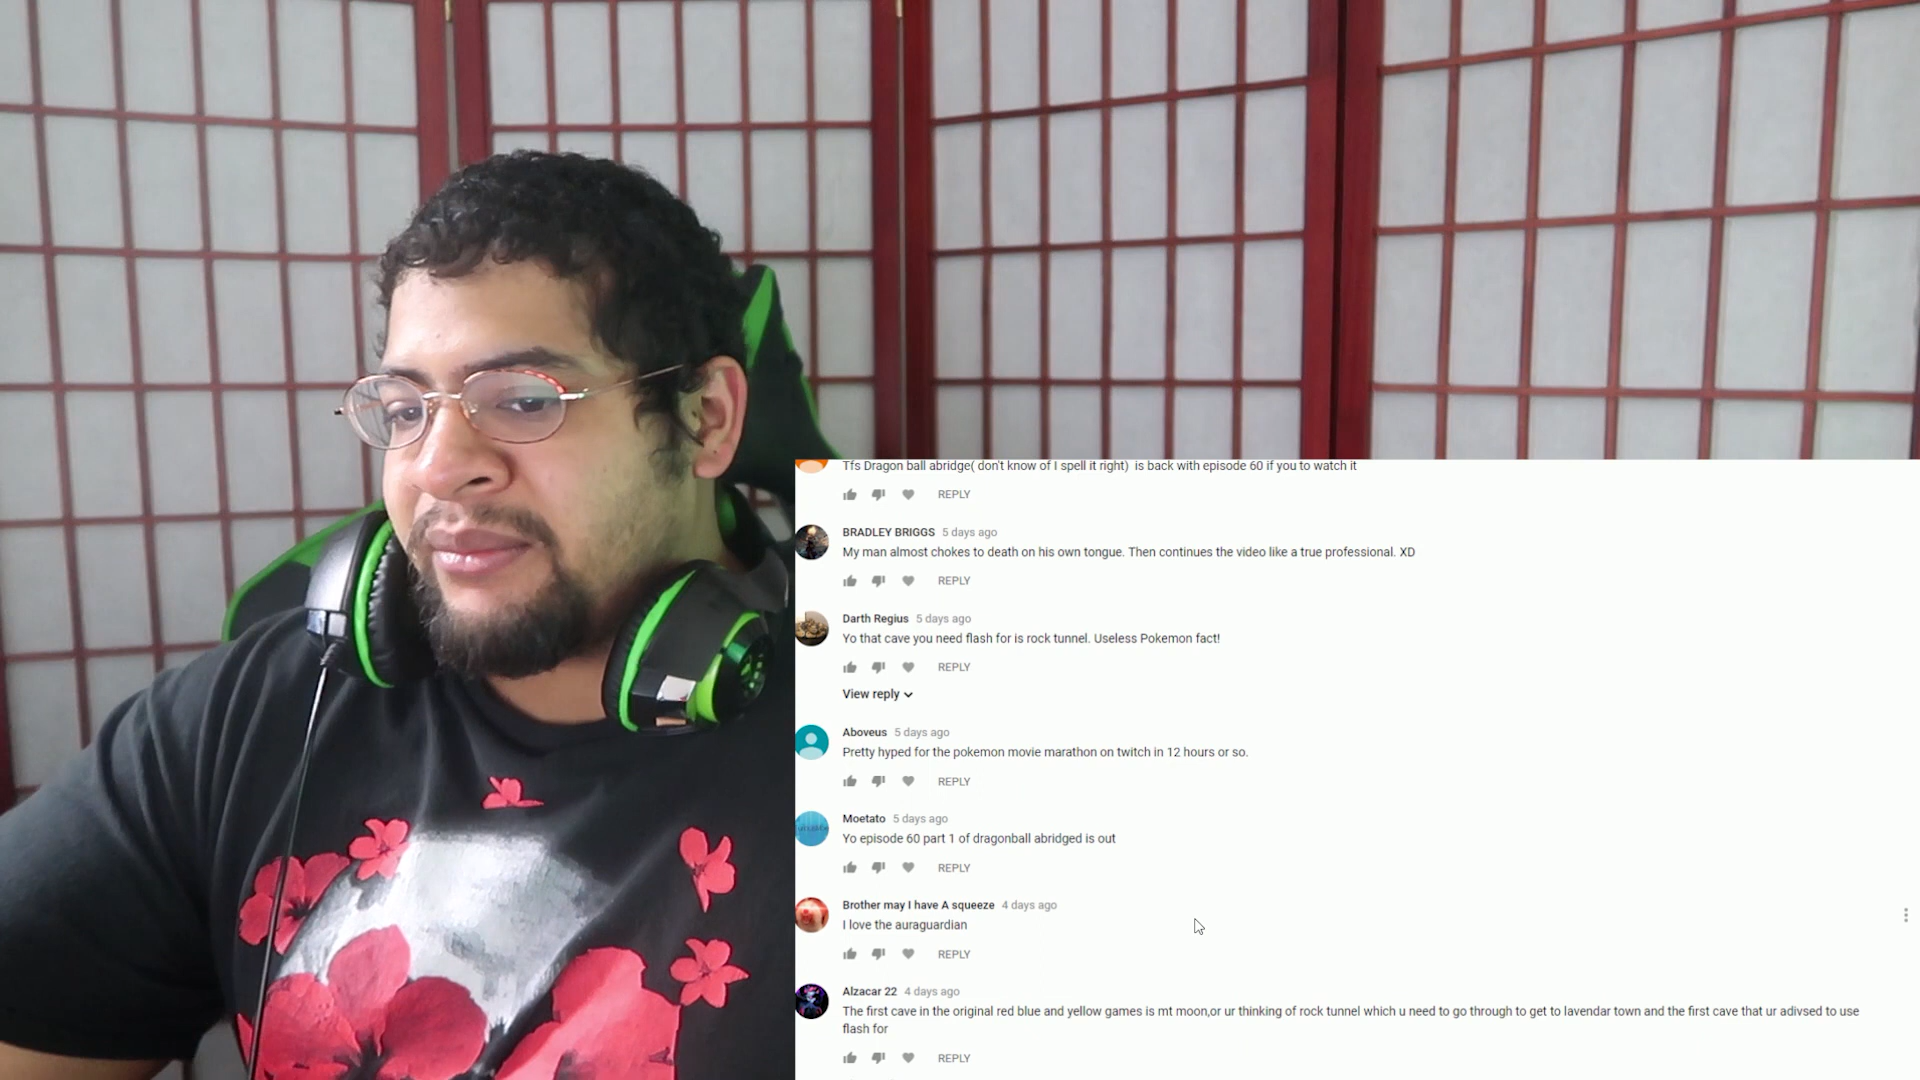 Tfs Dragon ball abridge( don't know of I spell it right)  is back with episode 60 if you to watch it
REPLY
BRADLEY BRIGGS 5 days ago
My man almost chokes to death on his own tongue. Then continues the video like a true professional. XD
REPLY
Darth Regius 5 days ago
Yo that cave you need flash for is rock tunnel. Useless Pokemon fact!
REPLY
View reply
Aboveus 5 days ago
Pretty hyped for the pokemon movie marathon on twitch in 12 hours or so.
REPLY
Moetato 5 days ago
Yo episode 60 part 1 of dragonball abridged is out
REPLY
Brother may I have A squeeze 4 days ago
I love the auraguardian
REPLY
Alzacar 22 4 days ago
The first cave in the original red blue and yellow games is mt moon,or ur thinking of rock tunnel which u need to go through to get to lavendar town and the first cave that ur adivsed to use
flash for
REPLY